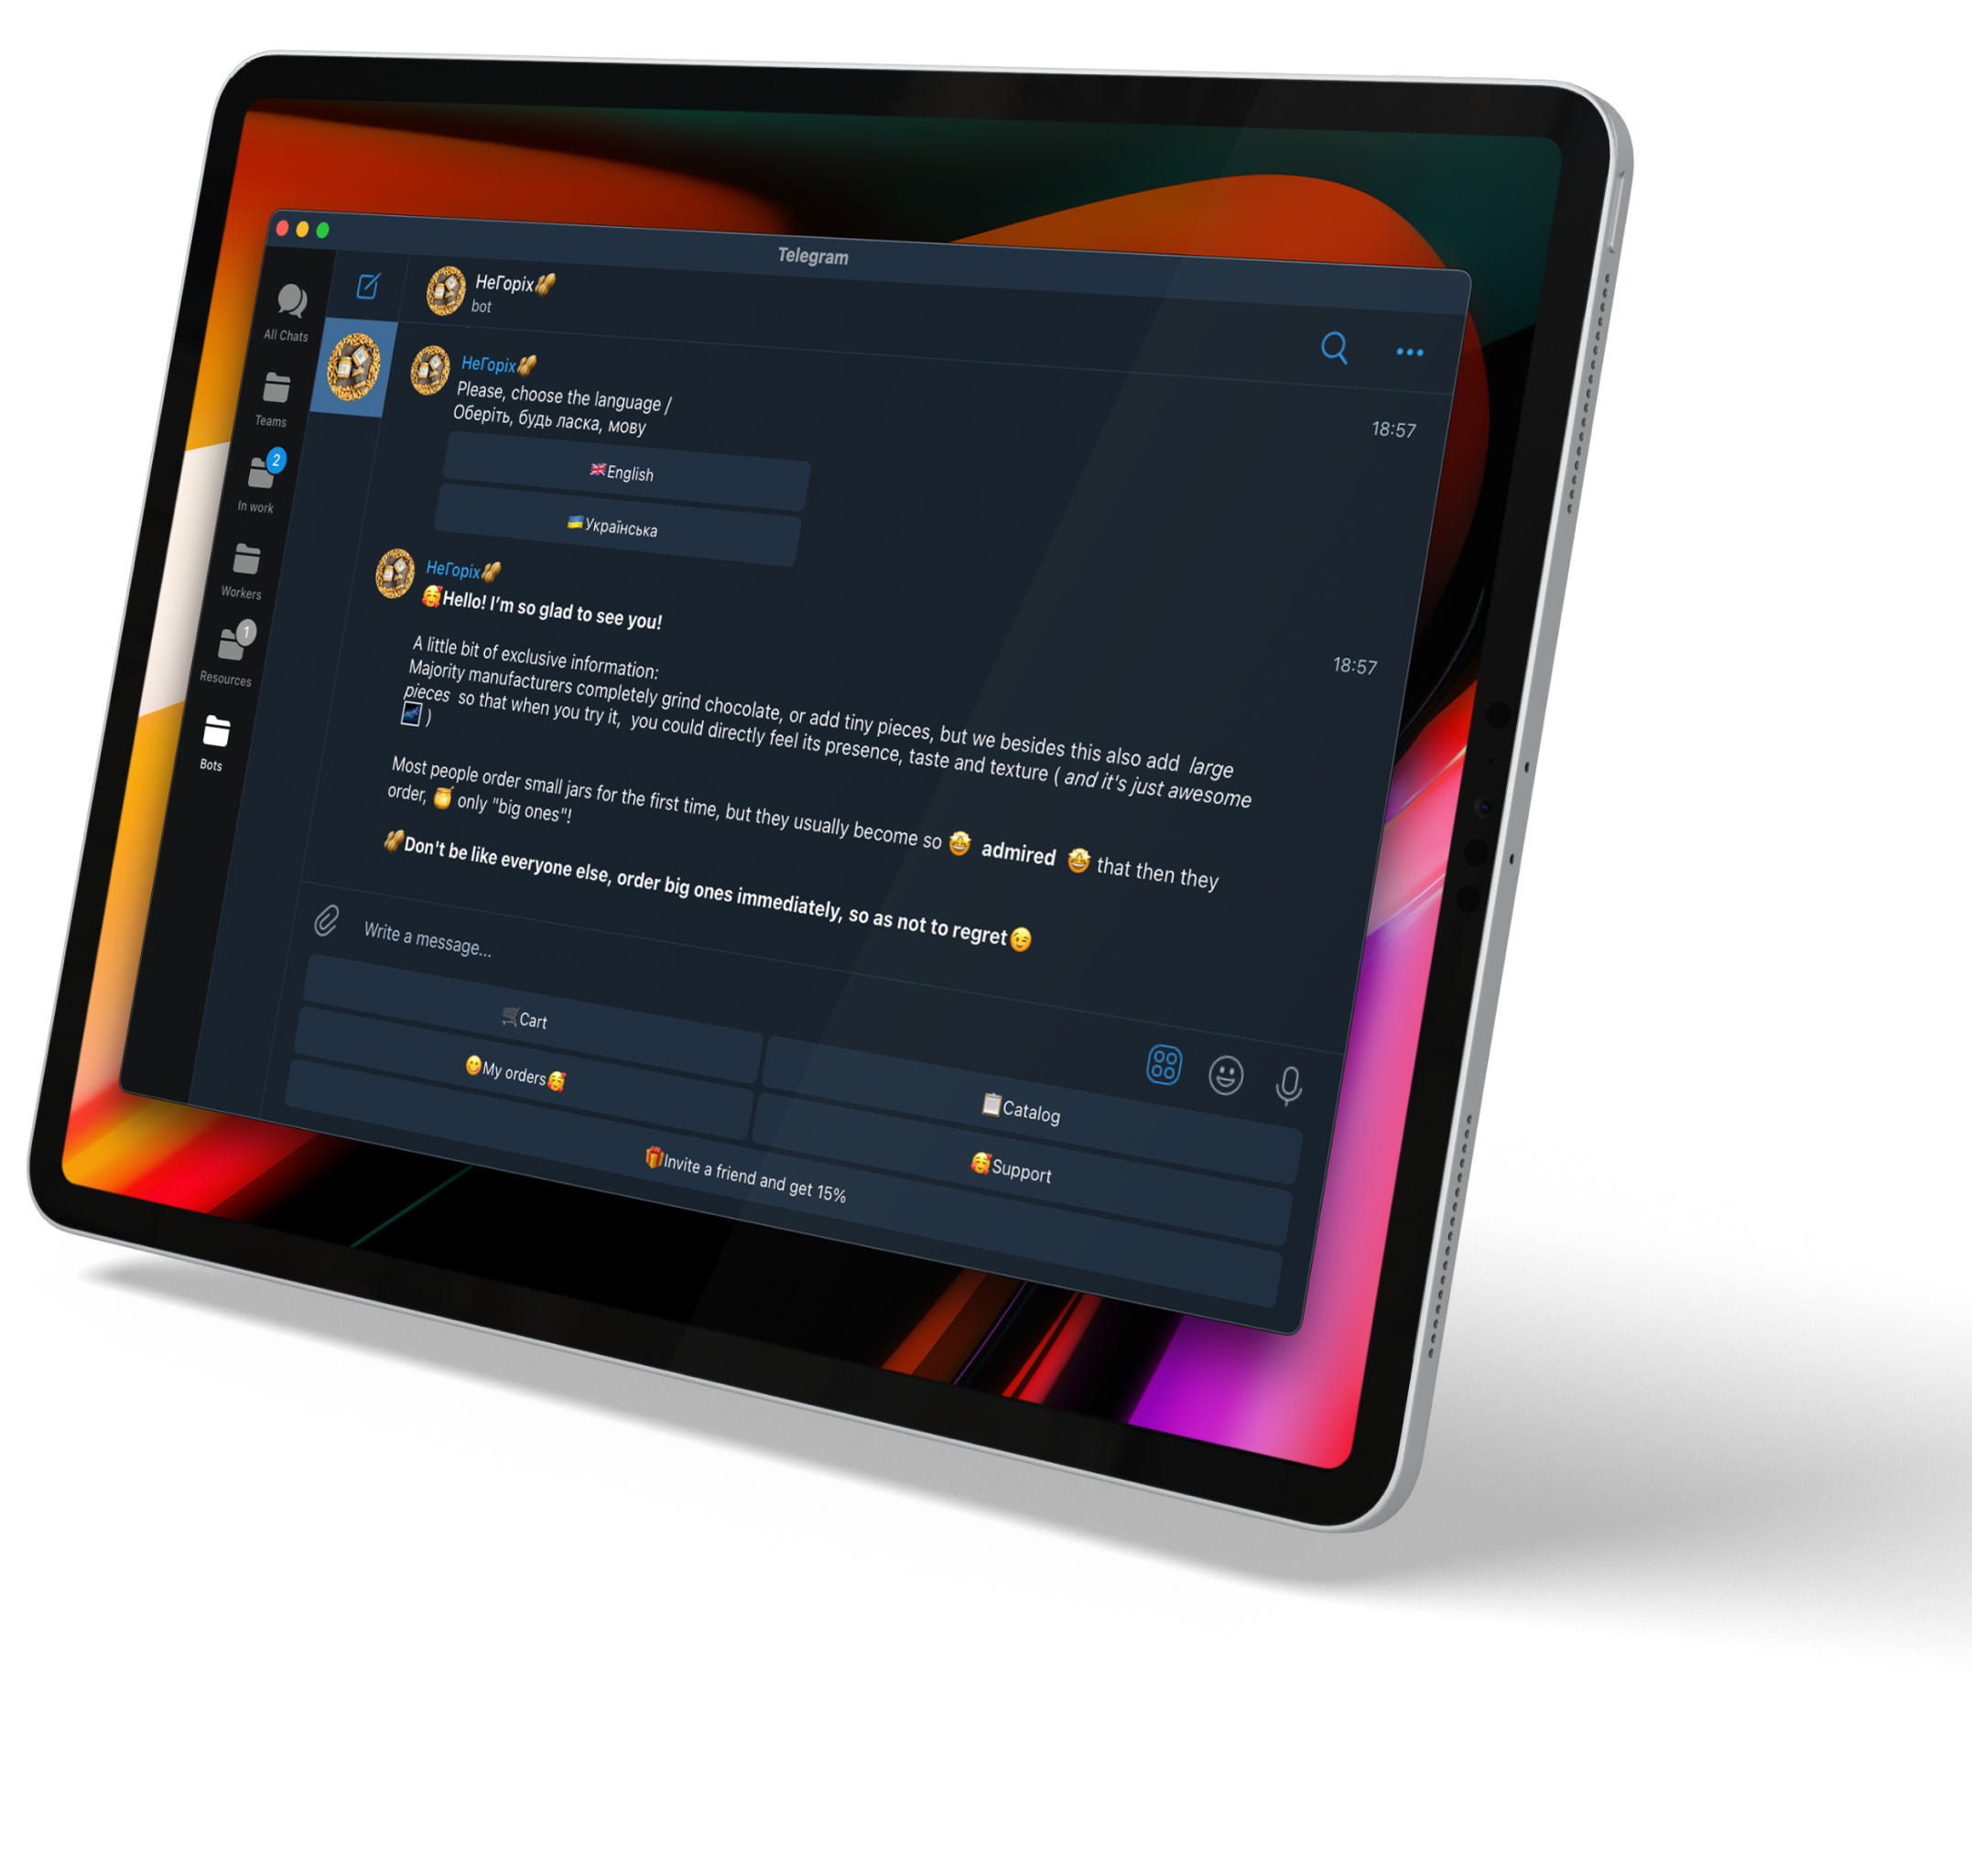 Telegram
All Chats
Teams
2
In work
Workers
1
Resources
Bots
НеГоріх🥜
bot
НеГоріх🥜
Please, choose the language /
Оберіть, будь ласка, мову
18:57
🇬🇧English
🇺🇦Українська
НеГоріх🥜
🥰Hello! I’m so glad to see you!
18:57
A little bit of exclusive information:
Majority manufacturers completely grind chocolate, or add tiny pieces, but we besides this also add large
pieces so that when you try it, you could directly feel its presence, taste and texture ( and it's just awesome
🌌 )
Most people order small jars for the first time, but they usually become so 🤩 admired 🤩 that then they
order, 🍯 only "big ones"!
🥜Don't be like everyone else, order big ones immediately, so as not to regret😉
Write a message...
🛒Cart
📋Catalog
😋My orders🥰
🥰Support
🎁Invite a friend and get 15%